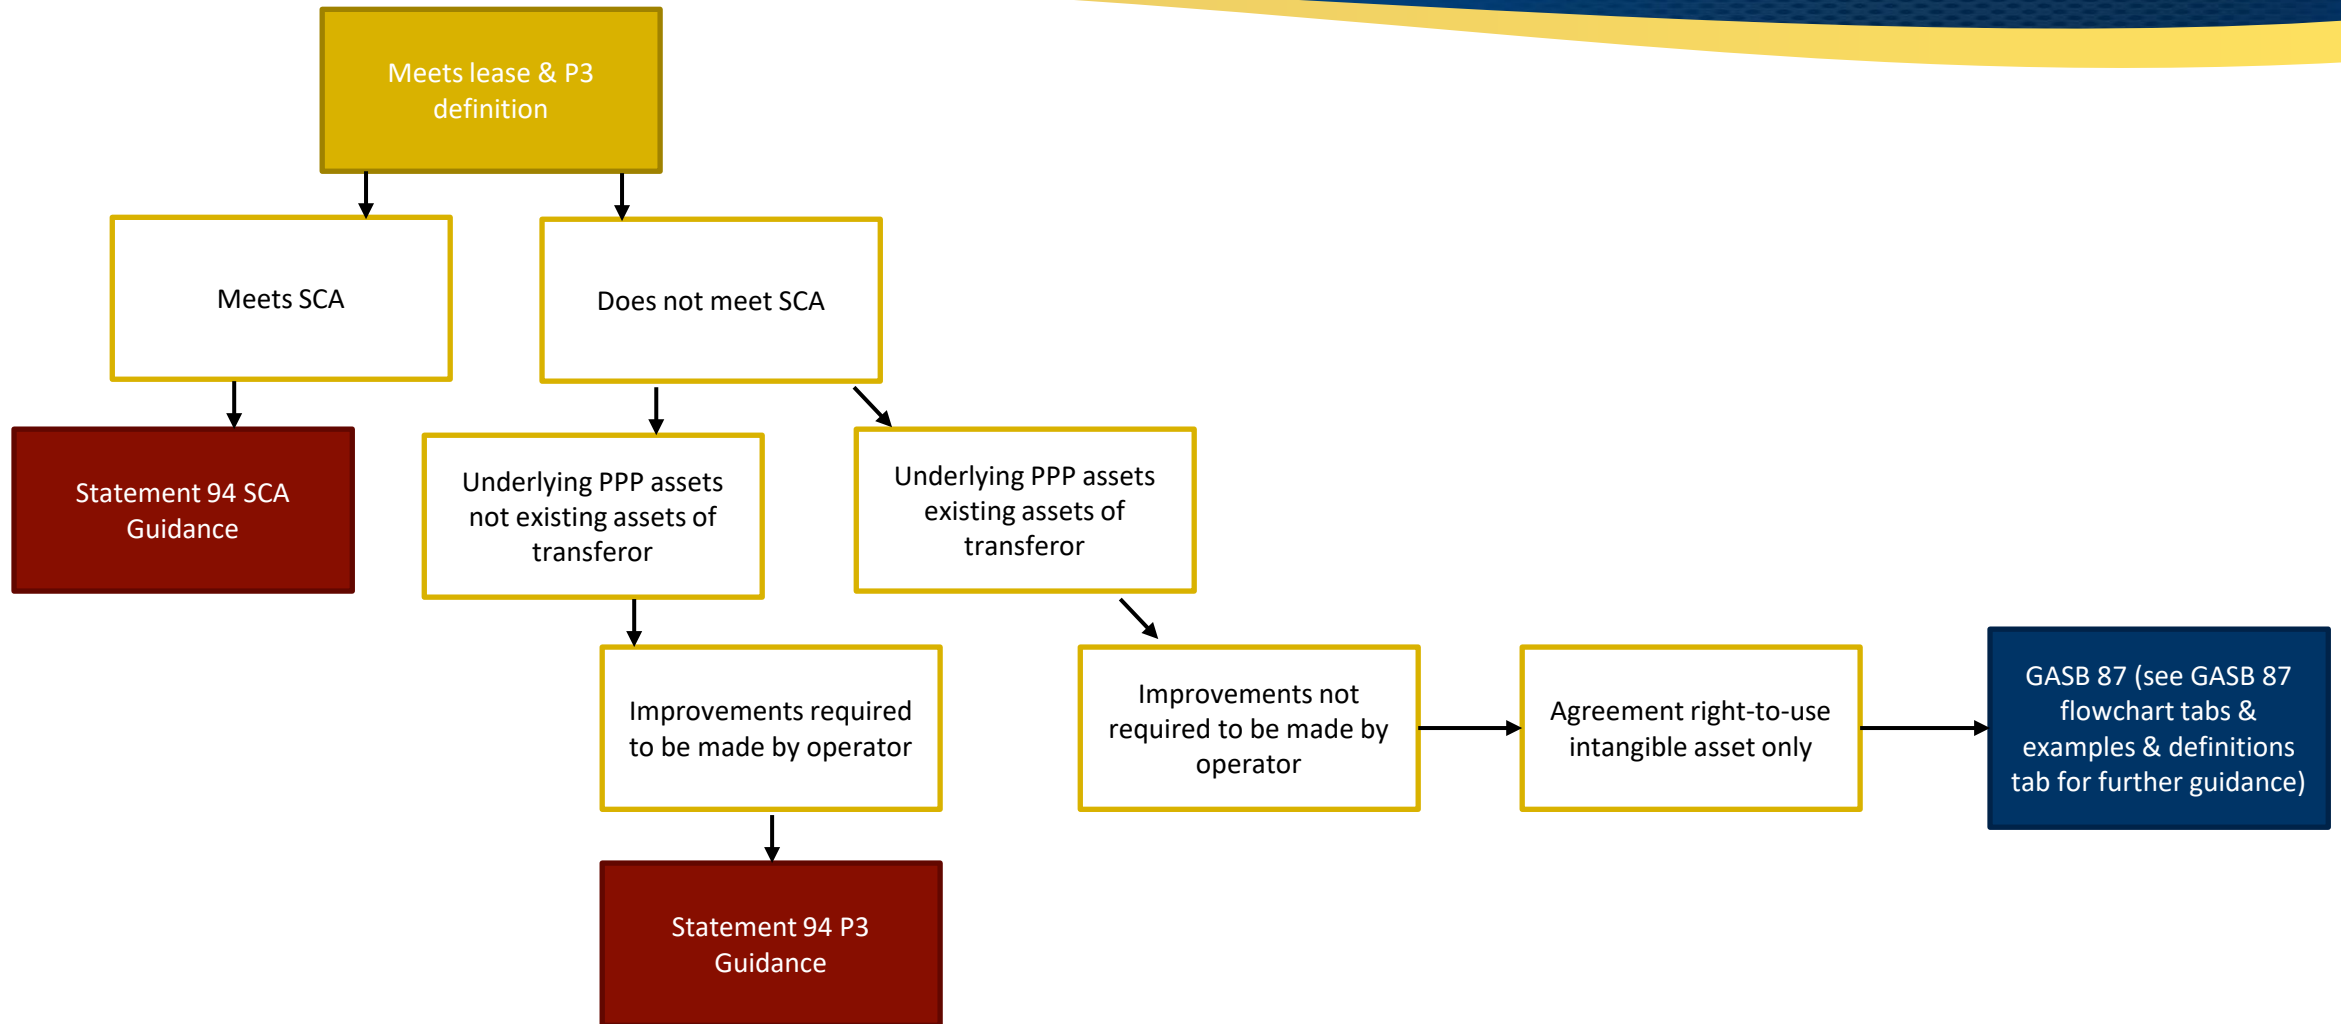 Meets lease & P3
definition
Meets SCA
Does not meet SCA
Statement 94 SCA
Guidance
Underlying PPP assets
not existing assets of
transferor
Underlying PPP assets
existing assets of
transferor
Improvements required
to be made by operator
Improvements not
required to be made by
operator
Agreement right-to-use
intangible asset only
GASB 87 (see GASB 87
flowchart tabs &
examples & definitions
tab for further guidance)
Statement 94 P3
Guidance